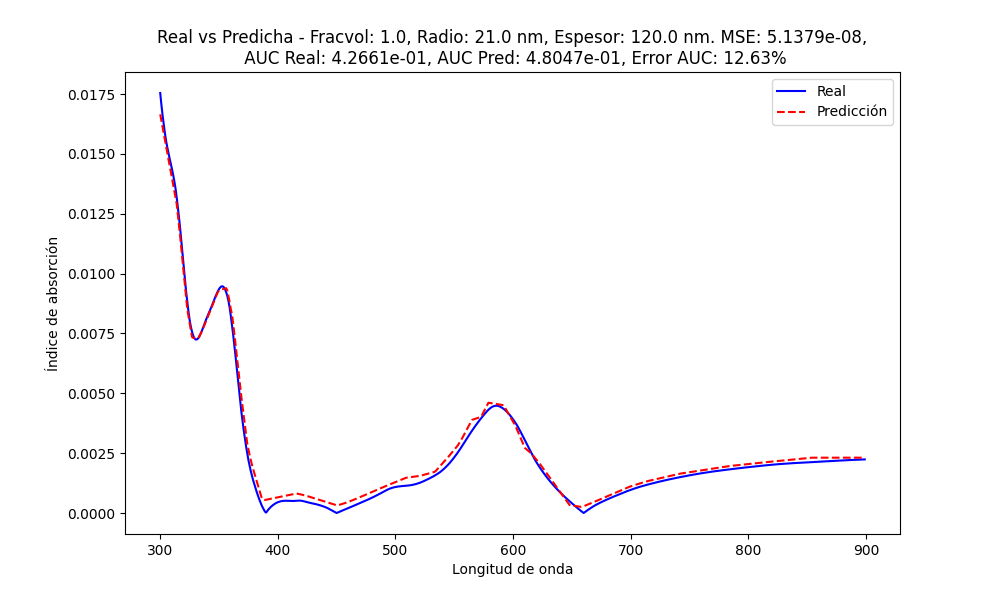 Real vs Predicha - Fracvol: 1.0, Radio: 21.0 nm, Espesor: 120.0 nm. MSE: 5.1379e-08,
AUC Real: 4.2661e-01, AUC Pred: 4.8047e-01, Error AUC: 12.63%
Real
Predicción
Índice de absorción
0.0175
0.0150
0.0125
0.0100
0.0075
0.0050
0.0025
0.0000
300 400 500 600 700 800 900
Longitud de onda